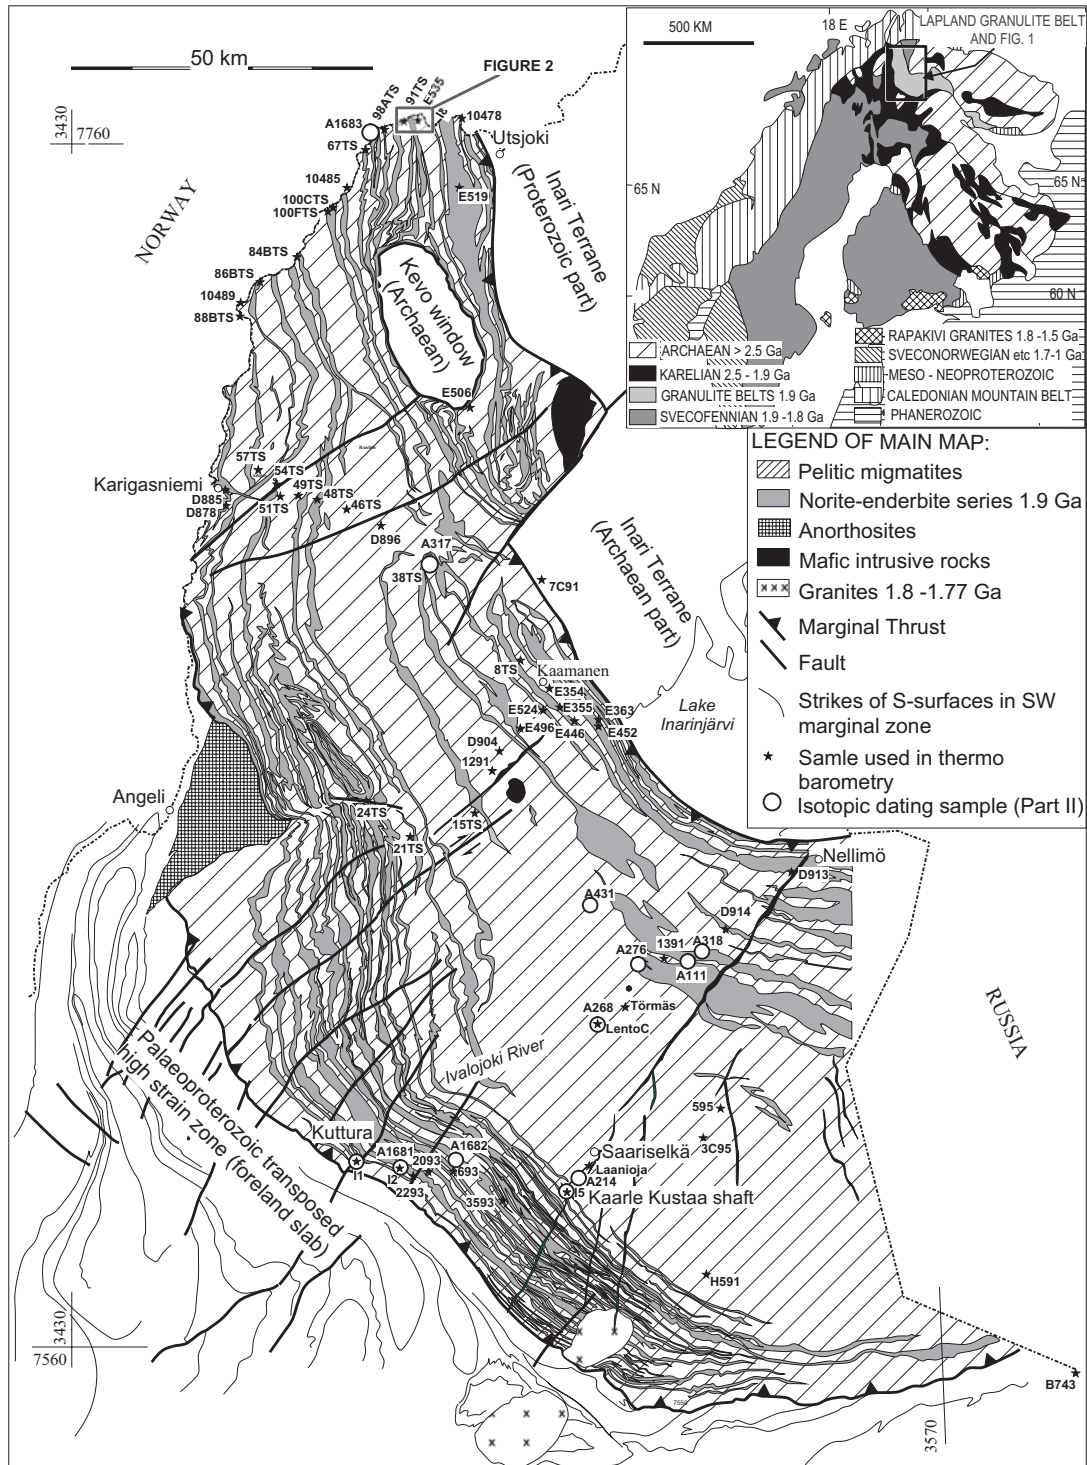 50 km
500 KM
18 E
LAPLAND GRANULITE BELT
AND FIG. 1
65 N
65 N
60 N
ARCHAEAN > 2.5 Ga
KARELIAN 2.5 - 1.9 Ga
GRANULITE BELTS 1.9 Ga
SVECOFENNIAN 1.9 -1.8 Ga
RAPAKIVI GRANITES 1.8 -1.5 Ga
SVECONORWEGIAN etc 1.7-1 Ga
MESO - NEOPROTEROZOIC
CALEDONIAN MOUNTAIN BELT
PHANEROZOIC
LEGEND OF MAIN MAP:
Pelitic migmatites
Norite-enderbite series 1.9 Ga
Anorthosites
Mafic intrusive rocks
Granites 1.8 -1.77 Ga
Marginal Thrust
Fault
Strikes of S-surfaces in SW
marginal zone
Samle used in thermo
barometry
Isotopic dating sample (Part II)
FIGURE 2
3430
7760
A1683
98ATS
91TS
E535
I8
10478
Utsjoki
67TS
10485
100CTS
100FTS
E519
NORWAY
Inari Terrane
(Proterozoic part)
84BTS
86BTS
10489
88BTS
Kevo window
(Archaean)
E506
57TS
54TS
49TS
48TS
46TS
51TS
Karigasniemi
D885
D878
D896
A317
38TS
7C91
Inari Terrane
(Archaean part)
8TS
Kaamanen
E354
E355
E363
E524
E496
E446
E452
Lake
Inarinjärvi
D904
1291
Angeli
24TS
21TS
15TS
Nellimö
D913
A431
D914
A276
1391
A318
A111
Törmäs
A268
LentoC
RUSSIA
Ivalojoki River
Palaeoproterozoic transposed
high strain zone (foreland slab)
595
3C95
Kuttura
A1681
2093
A1682
693
I1
I2
2293
3593
Saariselkä
Laanioja
A214
I5
Kaarle Kustaa shaft
H591
3430
7560
B743
7550
3570